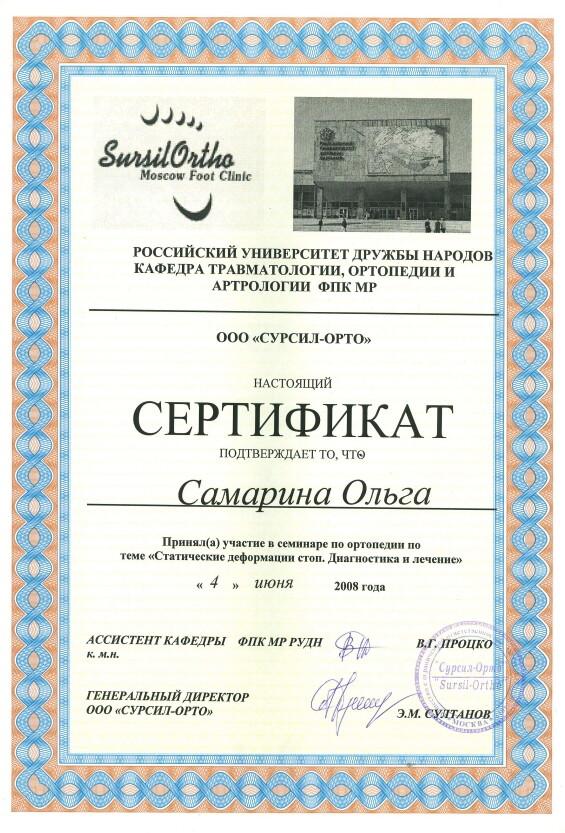 SursilOrtho
Moscow Foot Clinic
РОССИЙСКИЙ УНИВЕРСИТЕТ ДРУЖБЫ НАРОДОВ
КАФЕДРА ТРАВМАТОЛОГИИ, ОРТОПЕДИИ И
АРТРОЛОГИИ ФПК МР
ООО «СУРСИЛ-ОРТО»
НАСТОЯЩИЙ
СЕРТИФИКАТ
ПОДТВЕРЖДАЕТ ТО, ЧТО
Самарина Ольга
Принял(а) участие в семинаре по ортопедии по
теме «Статические деформации стоп. Диагностика и лечение»
« 4 » июня 2008 года
АССИСТЕНТ КАФЕДРЫ ФПК МР РУДН В.Г. ПРОЦКО
к. м.н.
"Сурсил-Орто"
"Sursil-Ortho"
МОСКВА
ГЕНЕРАЛЬНЫЙ ДИРЕКТОР
ООО «СУРСИЛ-ОРТО» Э.М. СУЛТАНОВ